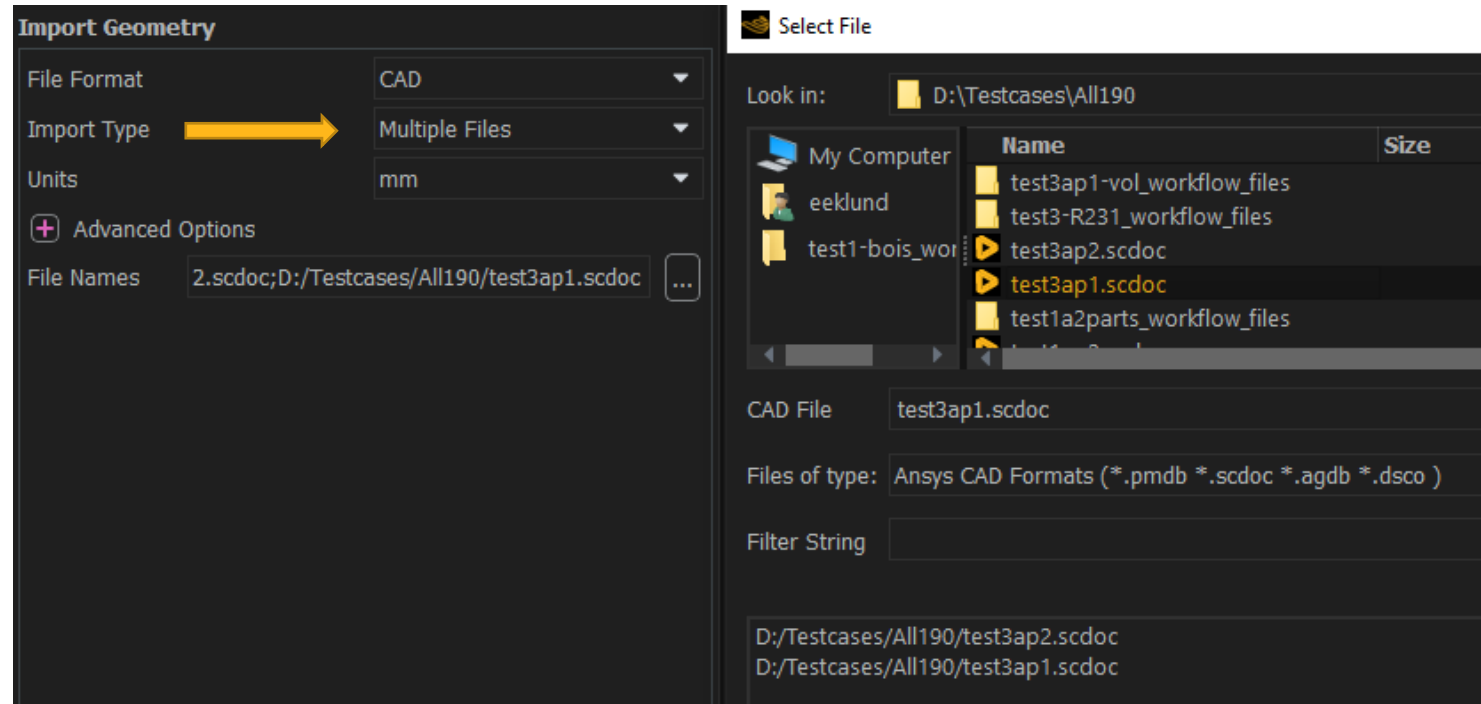 Import Geometry
File Format CAD
Import Type Multiple Files
Units mm
Advanced Options
File Names 2.scdoc;D:/Testcases/All190/test3ap1.scdoc ...
Select File
Look in: D:\Testcases\All190
My Computer
eeklund
test1-bois_wor
Name Size
test3ap1-vol_workflow_files
test3-R231_workflow_files
test3ap2.scdoc
test3ap1.scdoc
test1a2parts_workflow_files
CAD File test3ap1.scdoc
Files of type: Ansys CAD Formats (*.pmdb *.scdoc *.agdb *.dsco )
Filter String
D:/Testcases/All190/test3ap2.scdoc
D:/Testcases/All190/test3ap1.scdoc